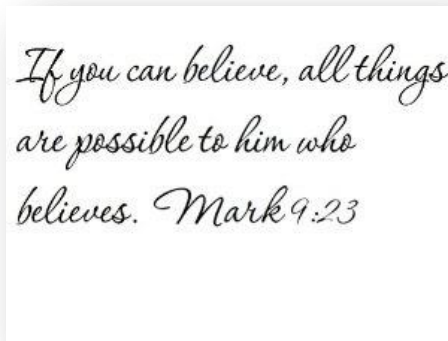 If you can believe, all things
are possible to him who
believes. Mark 9:23